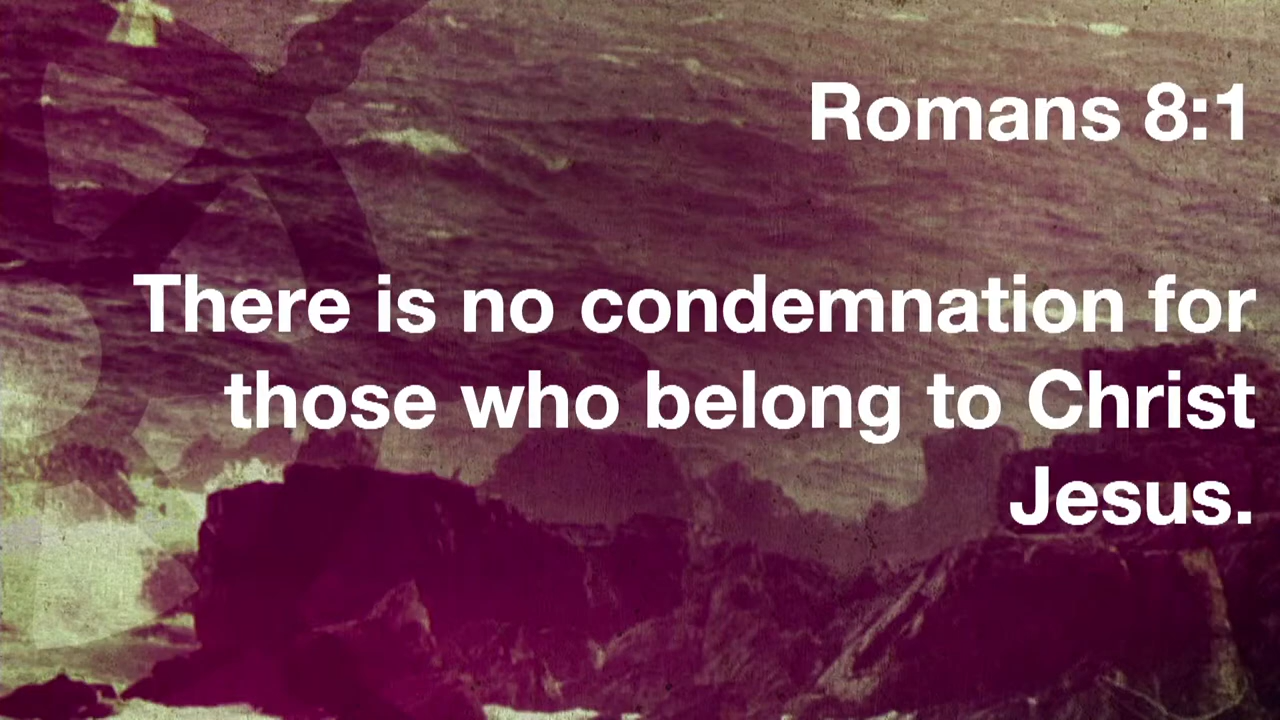 Romans 8:1
There is no condemnation for
those who belong to Christ
Jesus.